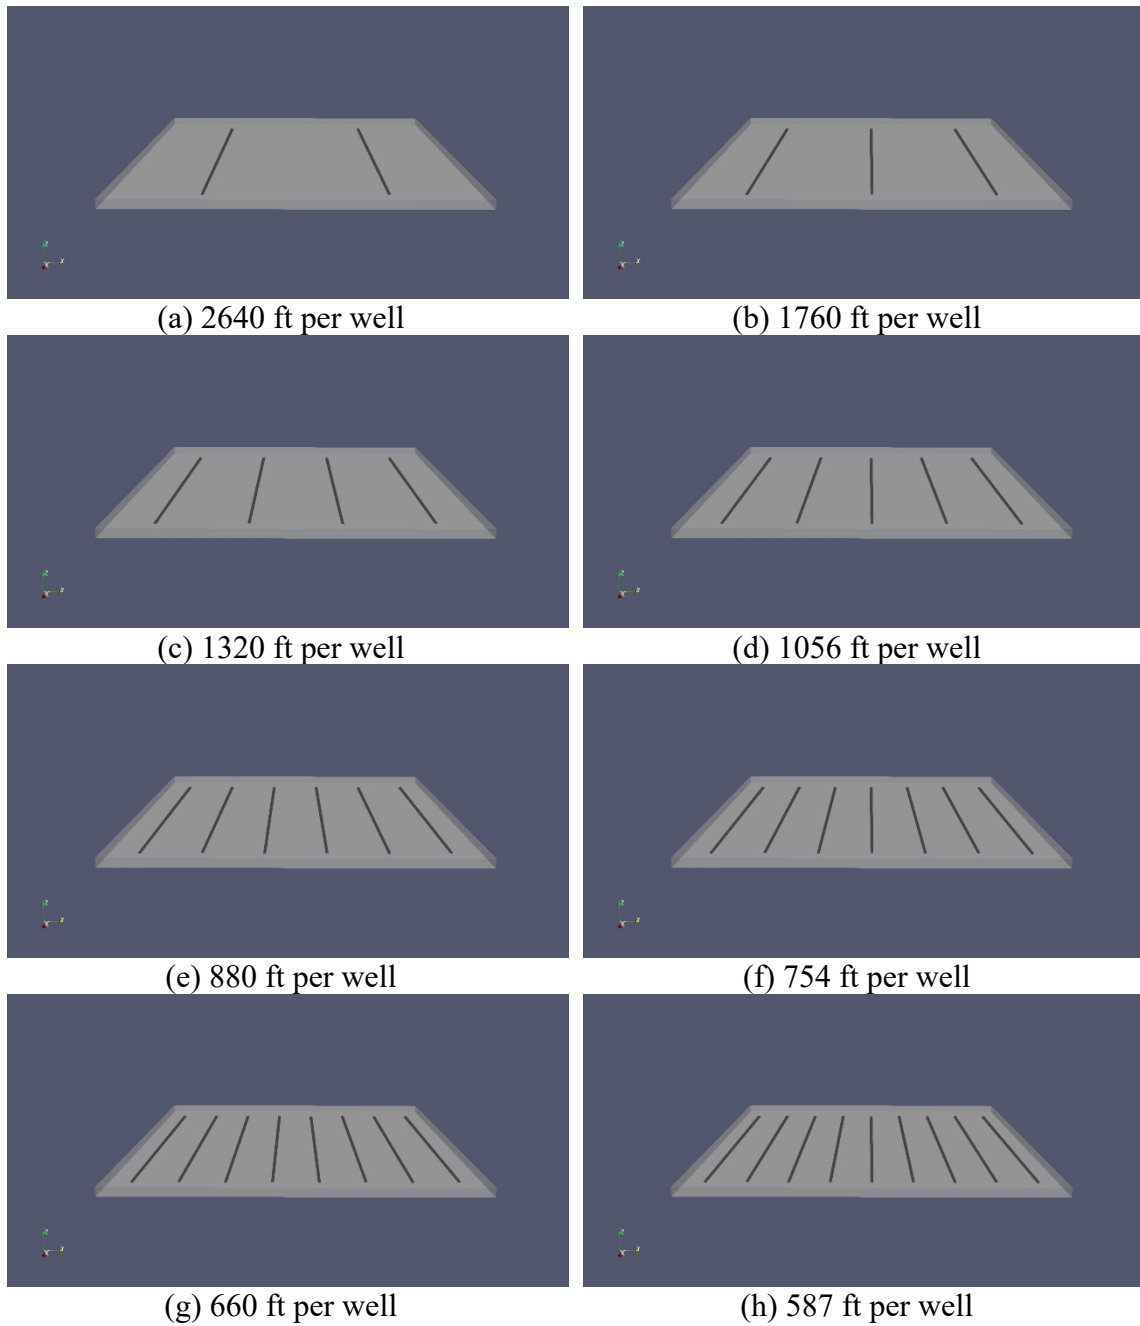 (a) 2640 ft per well
(b) 1760 ft per well
(c) 1320 ft per well
(d) 1056 ft per well
(e) 880 ft per well
(f) 754 ft per well
(g) 660 ft per well
(h) 587 ft per well